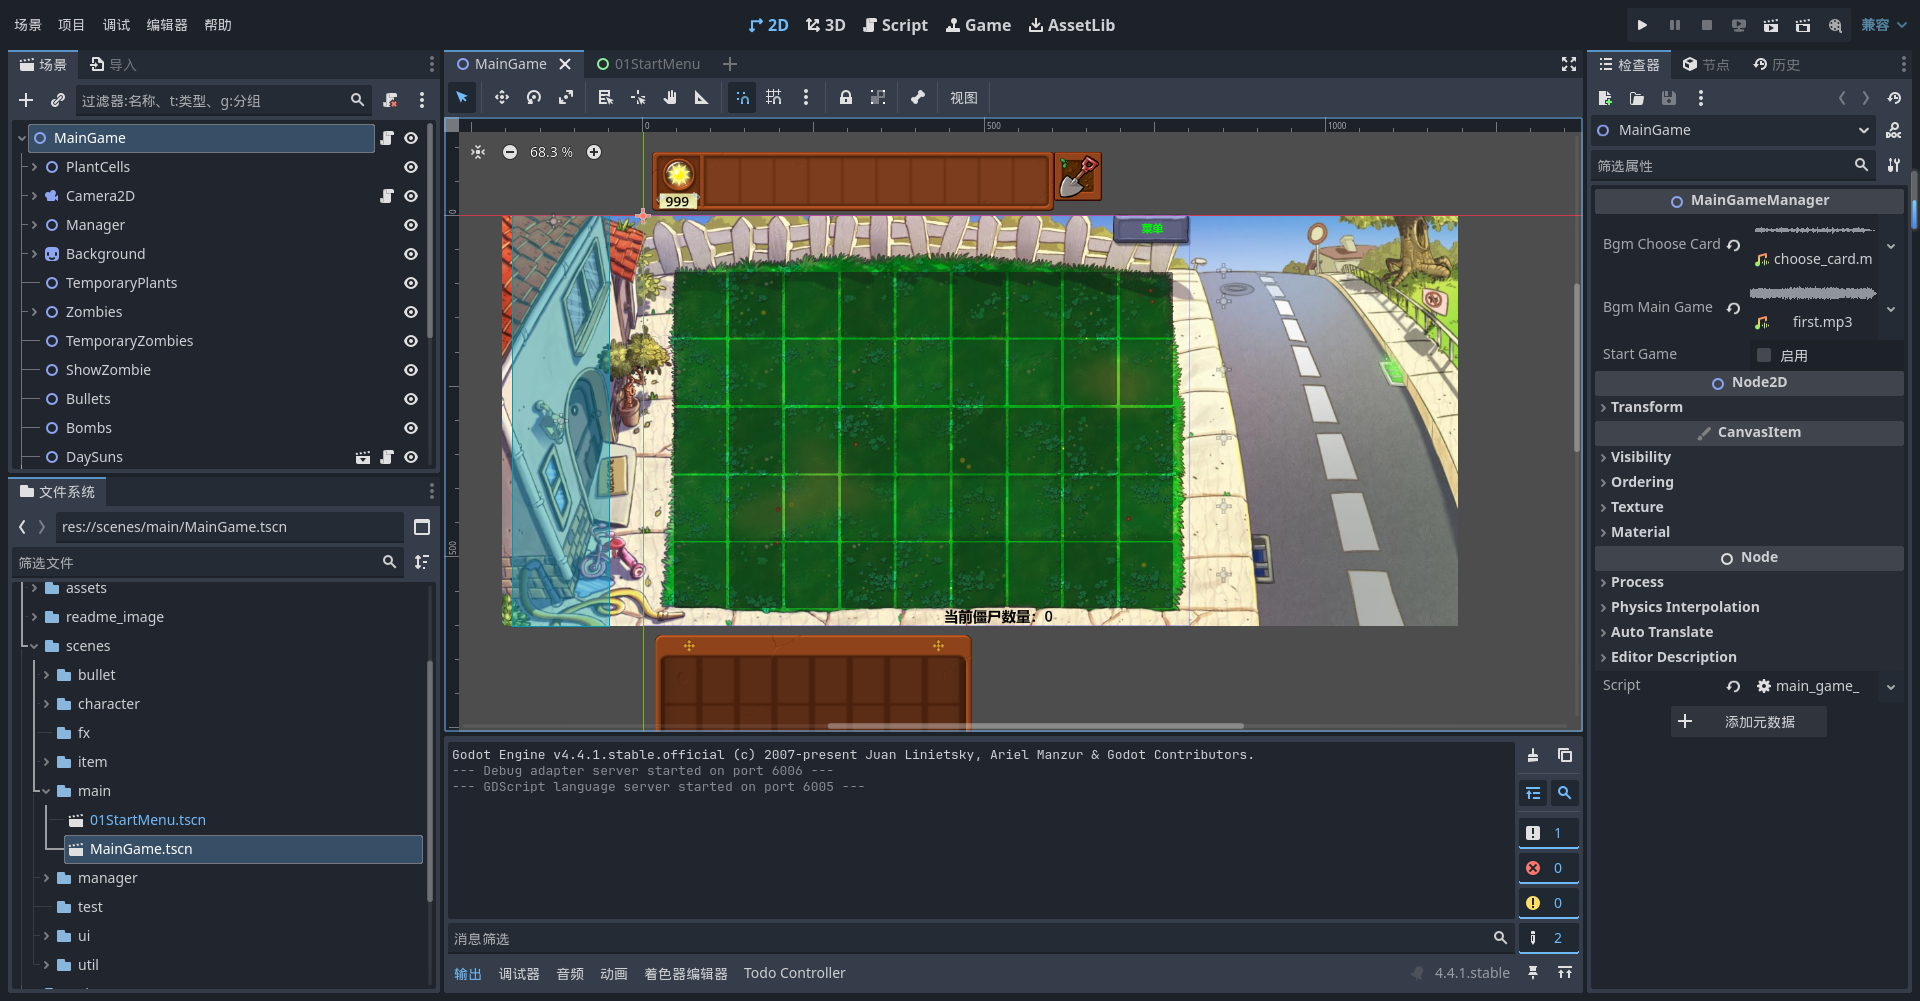 场景 项目 调试 编辑器 帮助
2D 3D Script Game AssetLib
兼容
场景 导入
过滤器:名称、t:类型、g:分组
MainGame
PlantCells
Camera2D
Manager
Background
TemporaryPlants
Zombies
TemporaryZombies
ShowZombie
Bullets
Bombs
DaySuns
文件系统
res://scenes/main/MainGame.tscn
筛选文件
assets
readme_image
scenes
bullet
character
fx
item
main
01StartMenu.tscn
MainGame.tscn
manager
test
ui
util
MainGame 01StartMenu
视图
0 500 1000
68.3 %
0
500
999
菜单
WELCOME
当前僵尸数量: 0
Godot Engine v4.4.1.stable.official (c) 2007-present Juan Linietsky, Ariel Manzur & Godot Contributors.
--- Debug adapter server started on port 6006 ---
--- GDScript language server started on port 6005 ---
1
0
0
2
消息筛选
输出 调试器 音频 动画 着色器编辑器 Todo Controller
4.4.1.stable
检查器 节点 历史
MainGame
DOC
筛选属性
MainGameManager
Bgm Choose Card
choose_card.m
Bgm Main Game
first.mp3
Start Game 启用
Node2D
Transform
CanvasItem
Visibility
Ordering
Texture
Material
Node
Process
Physics Interpolation
Auto Translate
Editor Description
Script main_game_
添加元数据